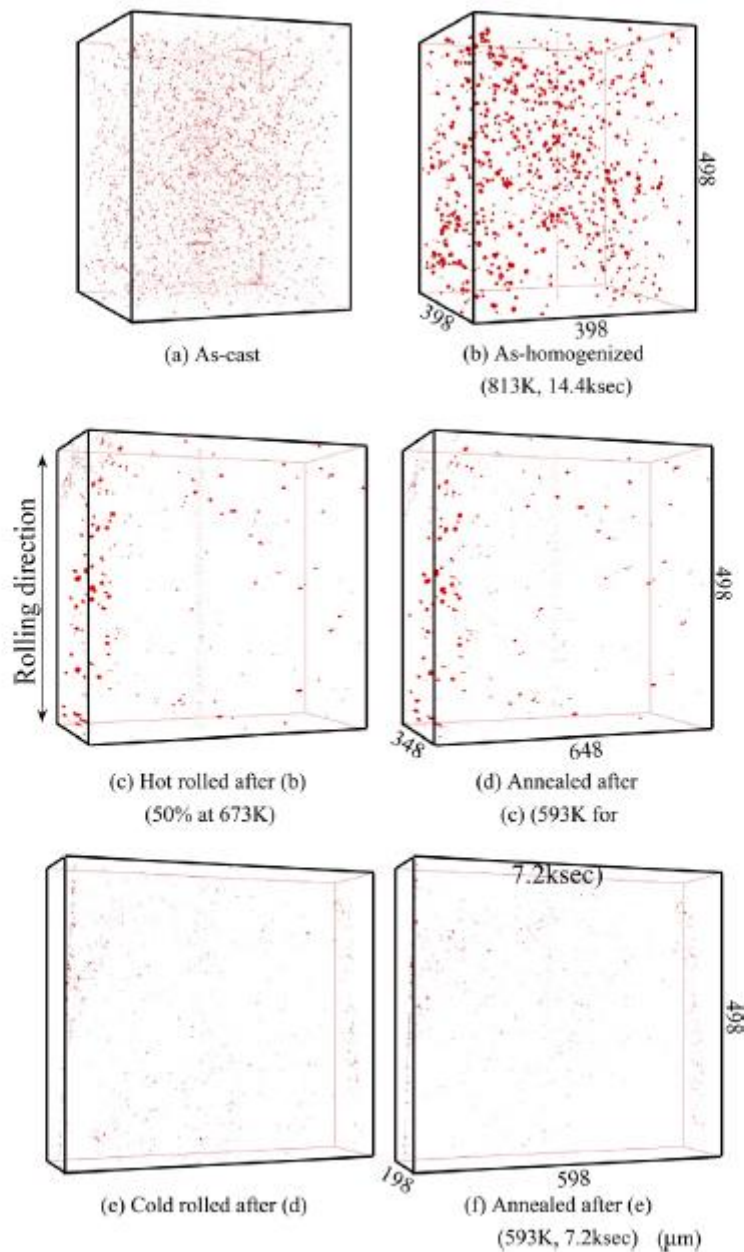 498
398
398
(a) As-cast
(b) As-homogenized
(813K, 14.4ksec)
Rolling direction
498
348
648
(c) Hot rolled after (b)
(50% at 673K)
(d) Annealed after
(c) (593K for
7.2ksec)
498
198
598
(e) Cold rolled after (d)
(f) Annealed after (e)
(593K, 7.2ksec) (μm)